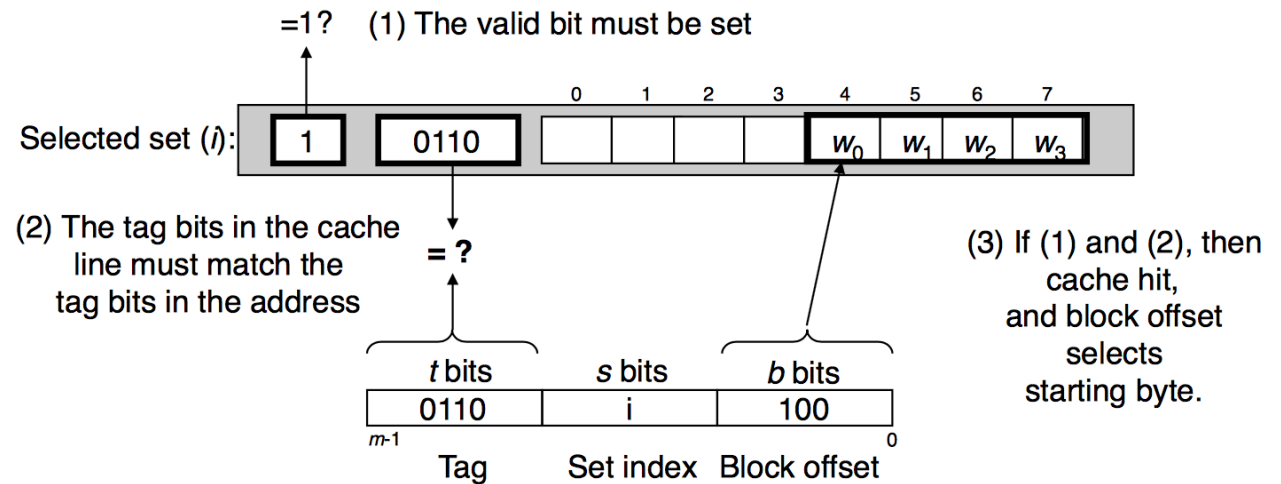 =1? (1) The valid bit must be set
0 1 2 3 4 5 6 7
Selected set (i): 1 0110 w0 w1 w2 w3
(2) The tag bits in the cache
line must match the
tag bits in the address
= ?
(3) If (1) and (2), then
cache hit,
and block offset
selects
starting byte.
t bits s bits b bits
0110 i 100
m-1 0
Tag Set index Block offset